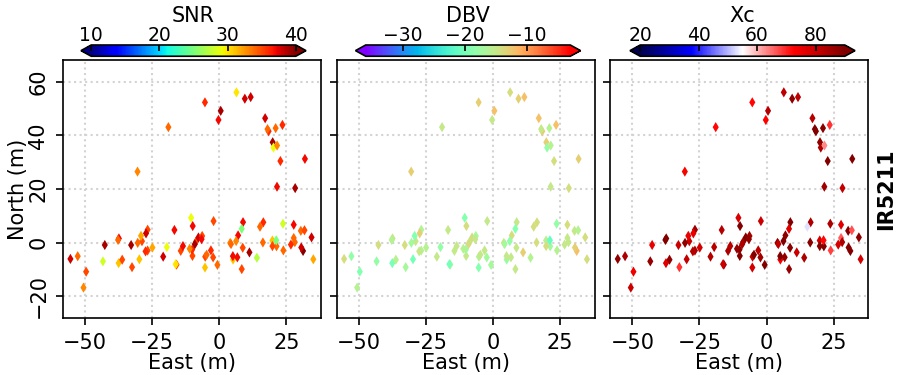 SNR DBV Xc
10 20 30 40 −30 −20 −10 20 40 60 80
North (m)
60
40
20
0
−20
−50 −25 0 25 −50 −25 0 25 −50 −25 0 25
East (m) East (m) East (m)
IR5211